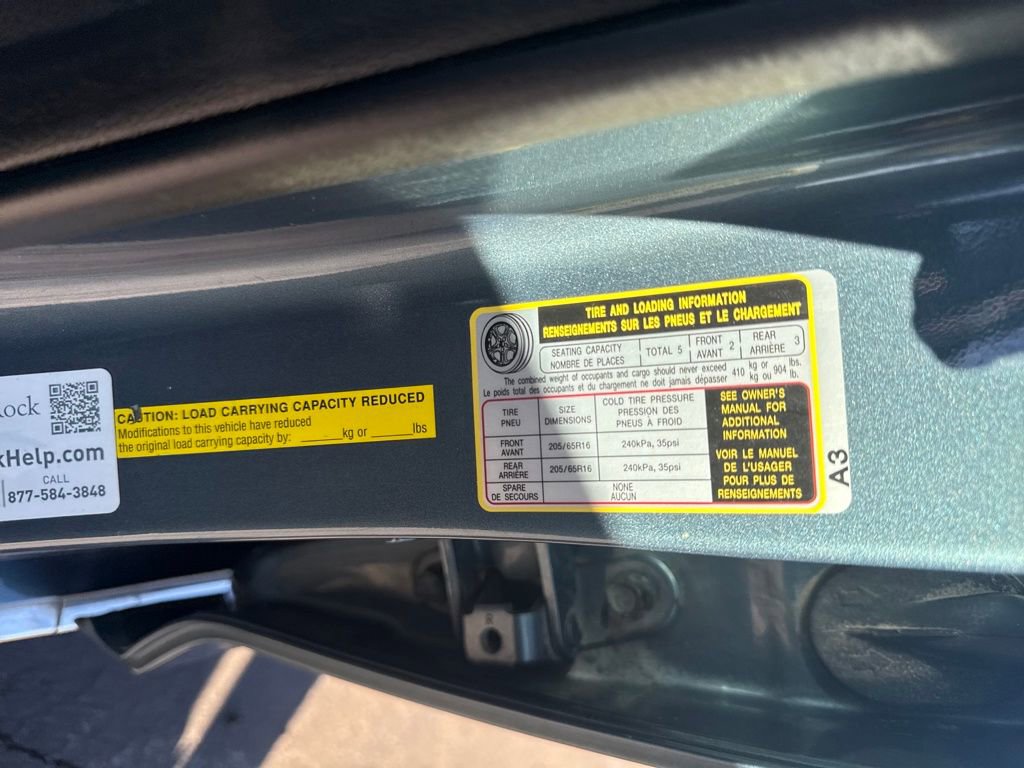 ock
kHelp.com
CALL
877-584-3848
CAUTION: LOAD CARRYING CAPACITY REDUCED
Modifications to this vehicle have reduced
the original load carrying capacity by: ______kg or ______lbs
TIRE AND LOADING INFORMATION
RENSEIGNEMENTS SUR LES PNEUS ET LE CHARGEMENT
SEATING CAPACITY
NOMBRE DE PLACES
TOTAL 5
FRONT
AVANT 2
REAR
ARRIÈRE 3
The combined weight of occupants and cargo should never exceed 410 kg or 904 lbs.
Le poids total des occupants et du chargement ne doit jamais dépasser 410 kg ou 904 lb.
TIRE
PNEU
SIZE
DIMENSIONS
COLD TIRE PRESSURE
PRESSION DES
PNEUS À FROID
FRONT
AVANT
205/65R16
240kPa, 35psi
REAR
ARRIÈRE
205/65R16
240kPa, 35psi
SPARE
DE SECOURS
NONE
AUCUN
SEE OWNER'S
MANUAL FOR
ADDITIONAL
INFORMATION
VOIR LE MANUEL
DE L'USAGER
POUR PLUS DE
RENSEIGNEMENTS
A3